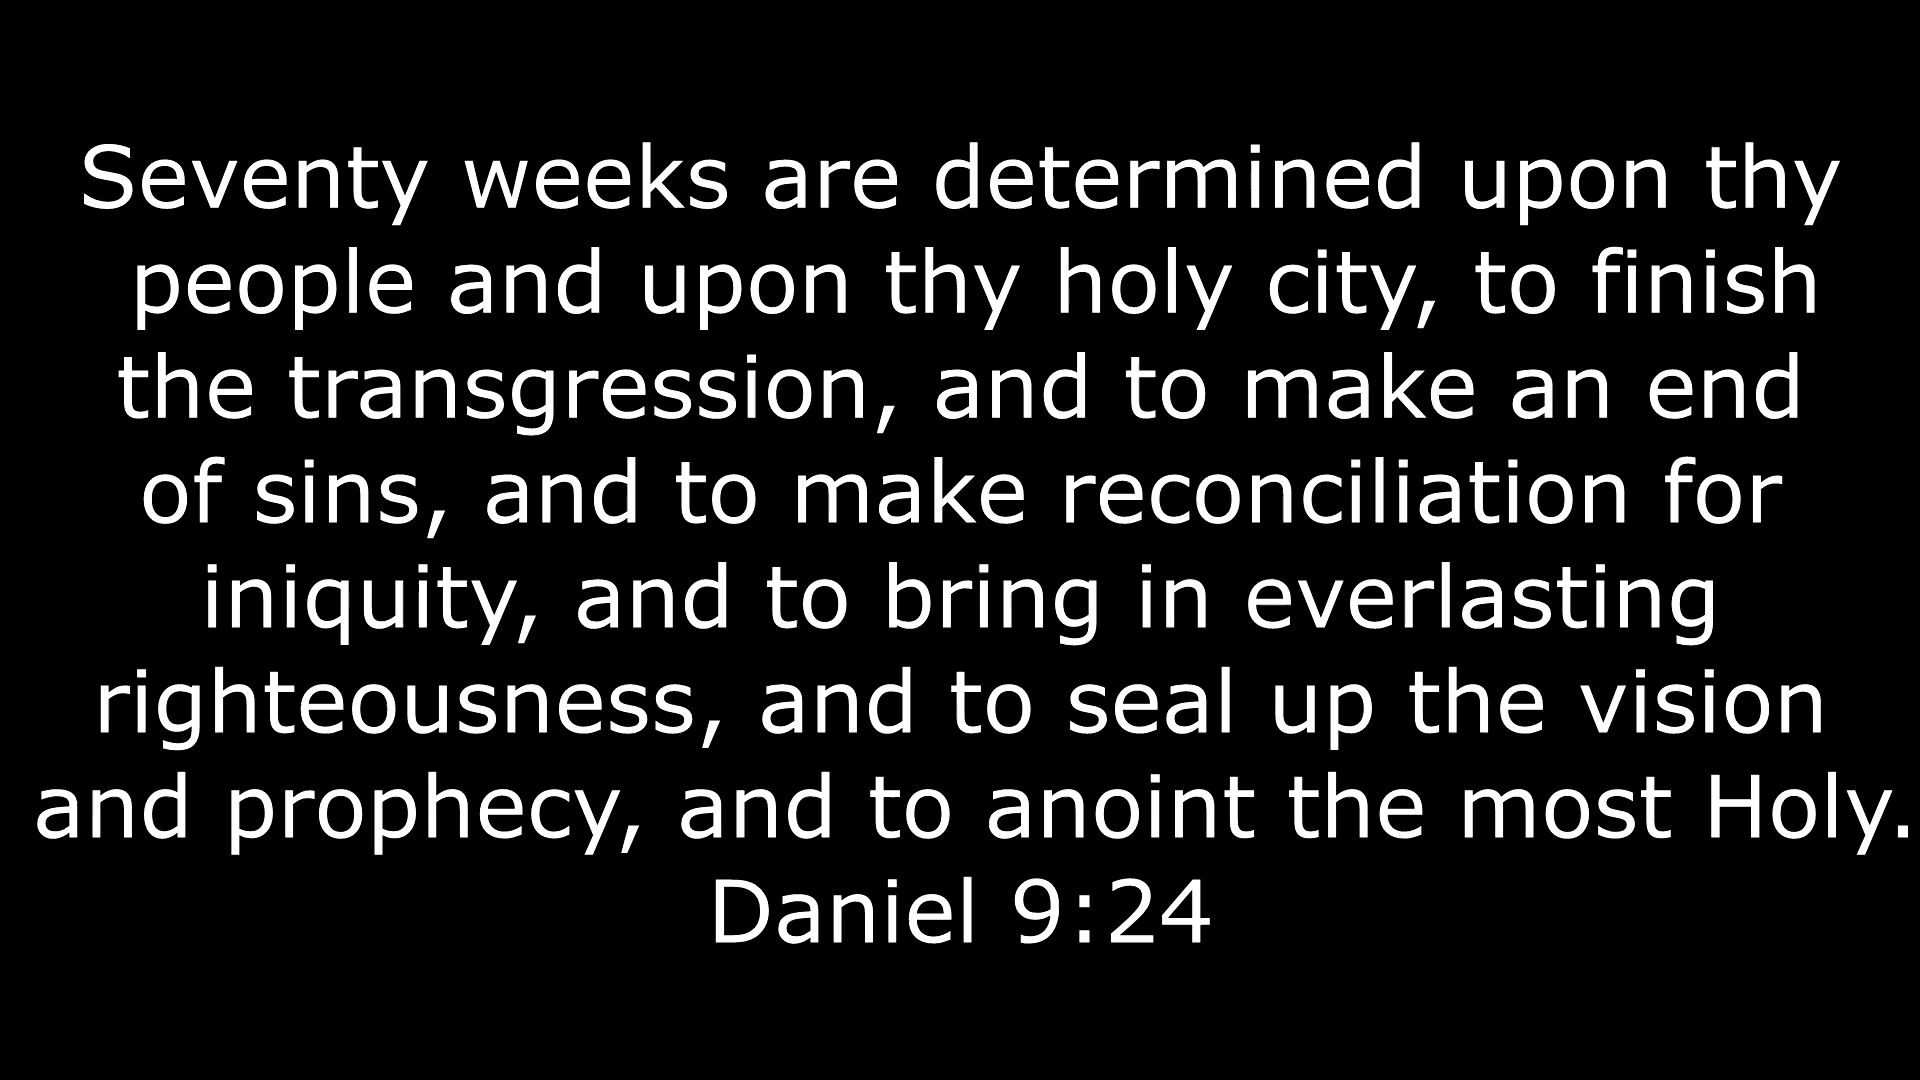 Seventy weeks are determined upon thy
people and upon thy holy city, to finish
the transgression, and to make an end
of sins, and to make reconciliation for
iniquity, and to bring in everlasting
righteousness, and to seal up the vision
and prophecy, and to anoint the most Holy.
Daniel 9:24